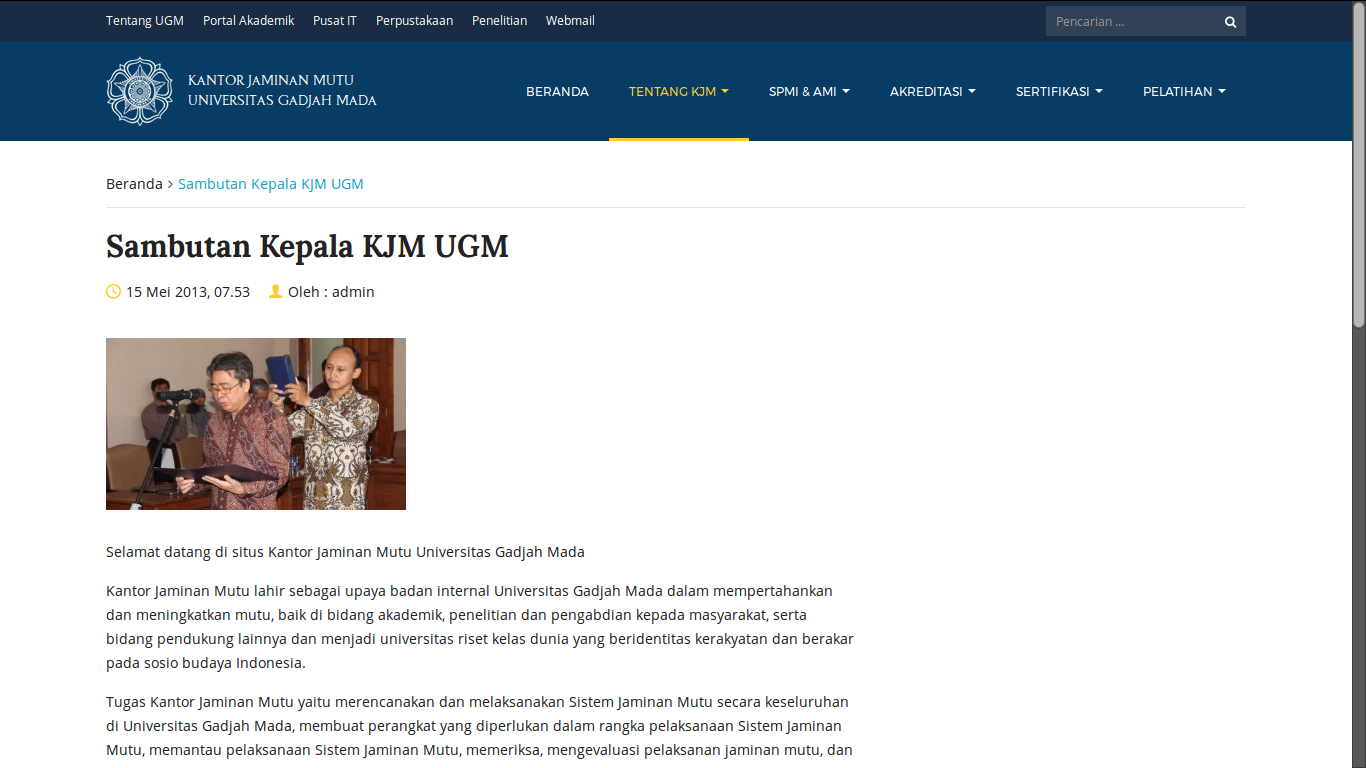 Tentang UGM Portal Akademik Pusat IT Perpustakaan Penelitian Webmail
Pencarian ...
KANTOR JAMINAN MUTU
UNIVERSITAS GADJAH MADA
BERANDA TENTANG KJM SPMI & AMI AKREDITASI SERTIFIKASI PELATIHAN
Beranda > Sambutan Kepala KJM UGM
Sambutan Kepala KJM UGM
15 Mei 2013, 07.53 Oleh : admin
Selamat datang di situs Kantor Jaminan Mutu Universitas Gadjah Mada
Kantor Jaminan Mutu lahir sebagai upaya badan internal Universitas Gadjah Mada dalam mempertahankan
dan meningkatkan mutu, baik di bidang akademik, penelitian dan pengabdian kepada masyarakat, serta
bidang pendukung lainnya dan menjadi universitas riset kelas dunia yang beridentitas kerakyatan dan berakar
pada sosio budaya Indonesia.
Tugas Kantor Jaminan Mutu yaitu merencanakan dan melaksanakan Sistem Jaminan Mutu secara keseluruhan
di Universitas Gadjah Mada, membuat perangkat yang diperlukan dalam rangka pelaksanaan Sistem Jaminan
Mutu, memantau pelaksanaan Sistem Jaminan Mutu, memeriksa, mengevaluasi pelaksanan jaminan mutu, dan